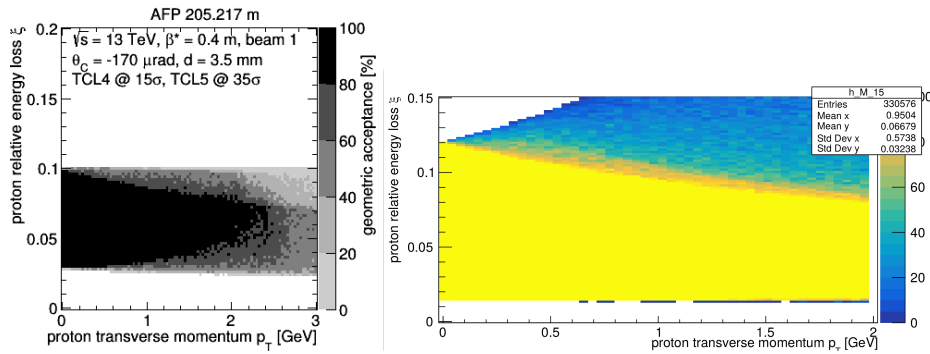 AFP 205.217 m
√s = 13 TeV, β* = 0.4 m, beam 1
θ_C = -170 μrad, d = 3.5 mm
TCL4 @ 15σ, TCL5 @ 35σ
proton relative energy loss ξ
0.2
0.15
0.1
0.05
0
0 1 2 3
proton transverse momentum p_T [GeV]
100
80
60
40
20
0
geometric acceptance [%]
h_M_15
Entries 330576
Mean x 0.9504
Mean y 0.06679
Std Dev x 0.5738
Std Dev y 0.03238
proton relative energy loss ξ
0.15
0.1
0.05
0
0 0.5 1 1.5 2
proton transverse momentum p_T [GeV]
60
40
20
0